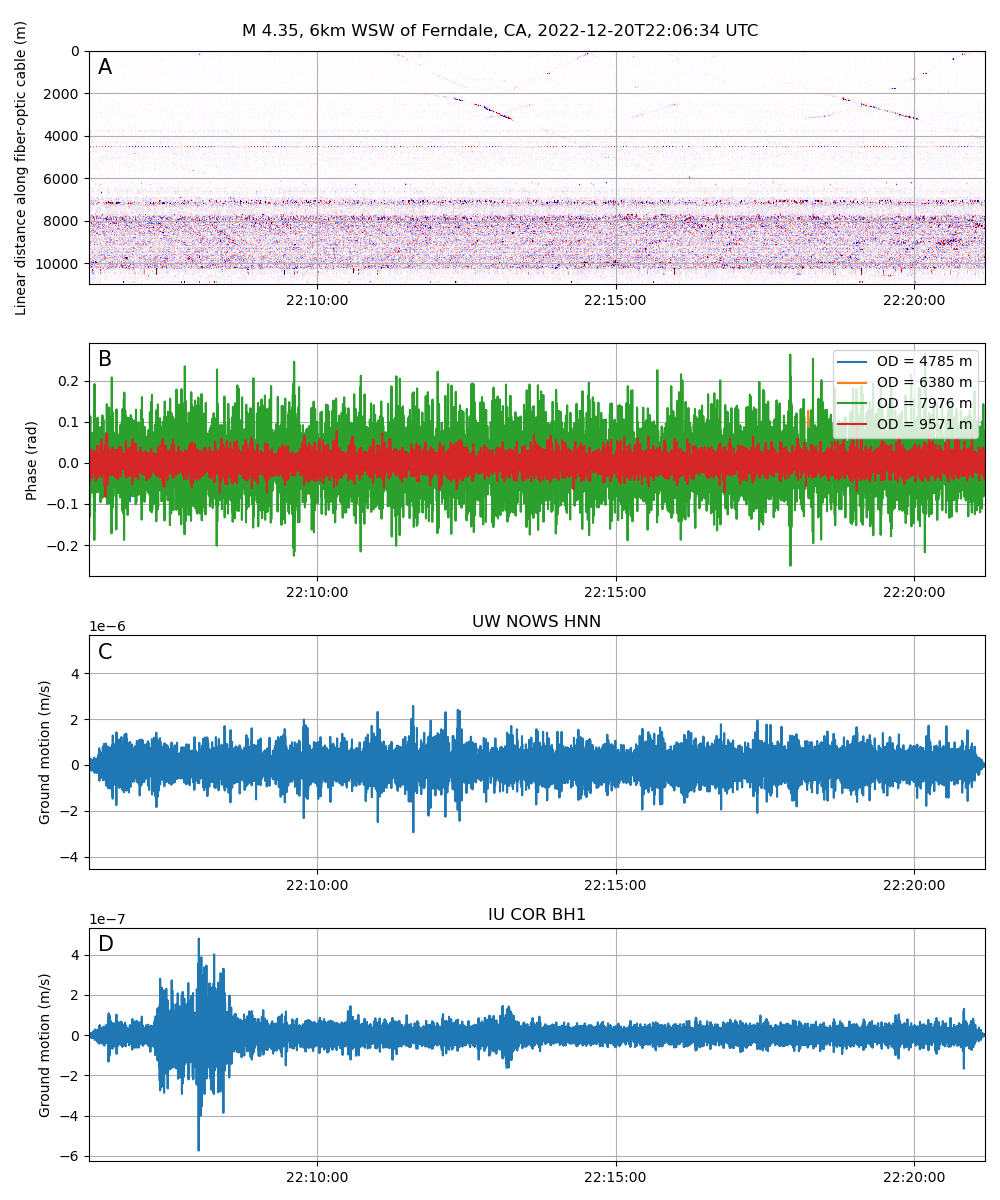 M 4.35, 6km WSW of Ferndale, CA, 2022-12-20T22:06:34 UTC
A
Linear distance along fiber-optic cable (m)
0
2000
4000
6000
8000
10000
22:10:00 22:15:00 22:20:00
B
Phase (rad)
0.2
0.1
0.0
−0.1
−0.2
OD = 4785 m
OD = 6380 m
OD = 7976 m
OD = 9571 m
22:10:00 22:15:00 22:20:00
UW NOWS HNN
1e−6
C
Ground motion (m/s)
4
2
0
−2
−4
22:10:00 22:15:00 22:20:00
IU COR BH1
1e−7
D
Ground motion (m/s)
4
2
0
−2
−4
−6
22:10:00 22:15:00 22:20:00